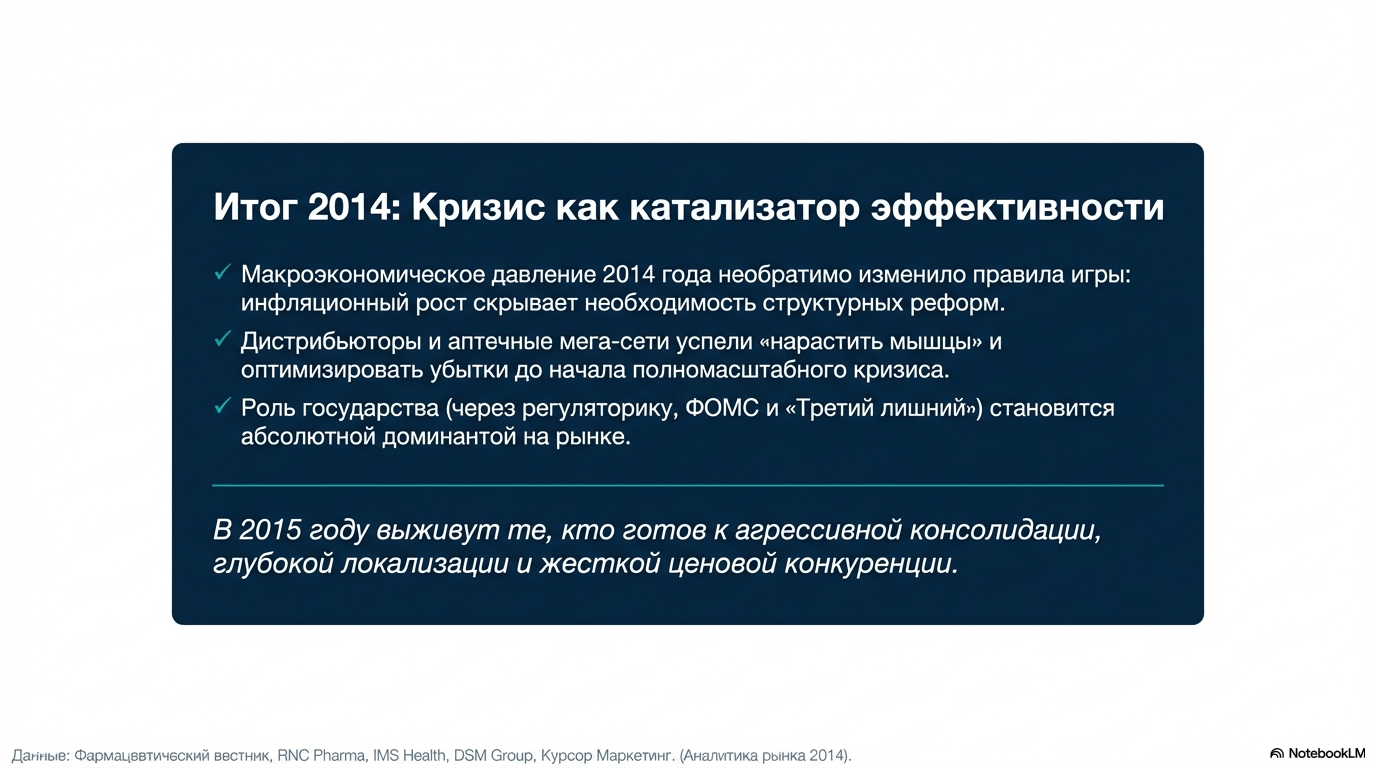 Итог 2014: Кризис как катализатор эффективности
✓ Макроэкономическое давление 2014 года необратимо изменило правила игры:
инфляционный рост скрывает необходимость структурных реформ.
✓ Дистрибьюторы и аптечные мега-сети успели «нарастить мышцы» и
оптимизировать убытки до начала полномасштабного кризиса.
✓ Роль государства (через регуляторику, ФОМС и «Третий лишний») становится
абсолютной доминантой на рынке.
В 2015 году выживут те, кто готов к агрессивной консолидации,
глубокой локализации и жесткой ценовой конкуренции.
Данные: Фармацевтический вестник, RNC Pharma, IMS Health, DSM Group, Курсор Маркетинг. (Аналитика рынка 2014).
NotebookLM